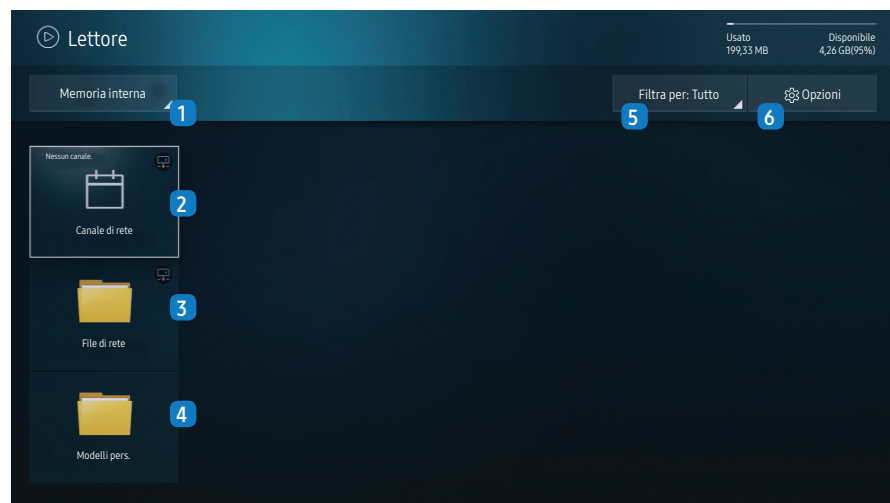 Lettore
Usato
199,33 MB
Disponibile
4,26 GB(95%)
Memoria interna
1
Filtra per: Tutto
5
Opzioni
6
Nessun canale.
Canale di rete
2
File di rete
3
Modelli pers.
4